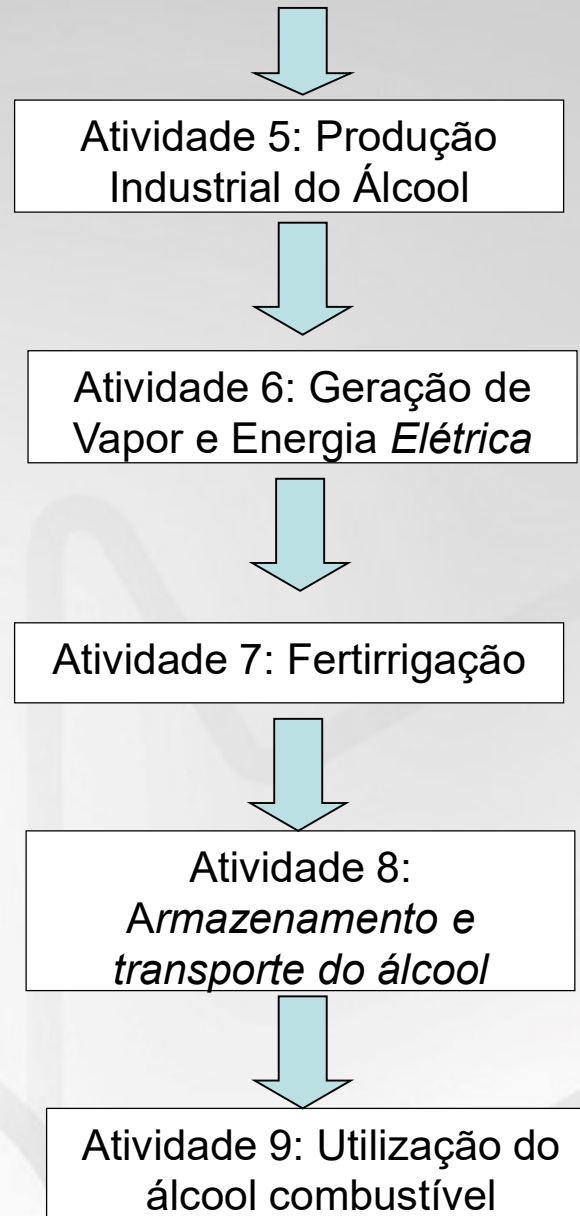 Atividade 5: Produção
Industrial do Álcool
Atividade 6: Geração de
Vapor e Energia Elétrica
Atividade 7: Fertirrigação
Atividade 8:
Armazenamento e
transporte do álcool
Atividade 9: Utilização do
álcool combustível